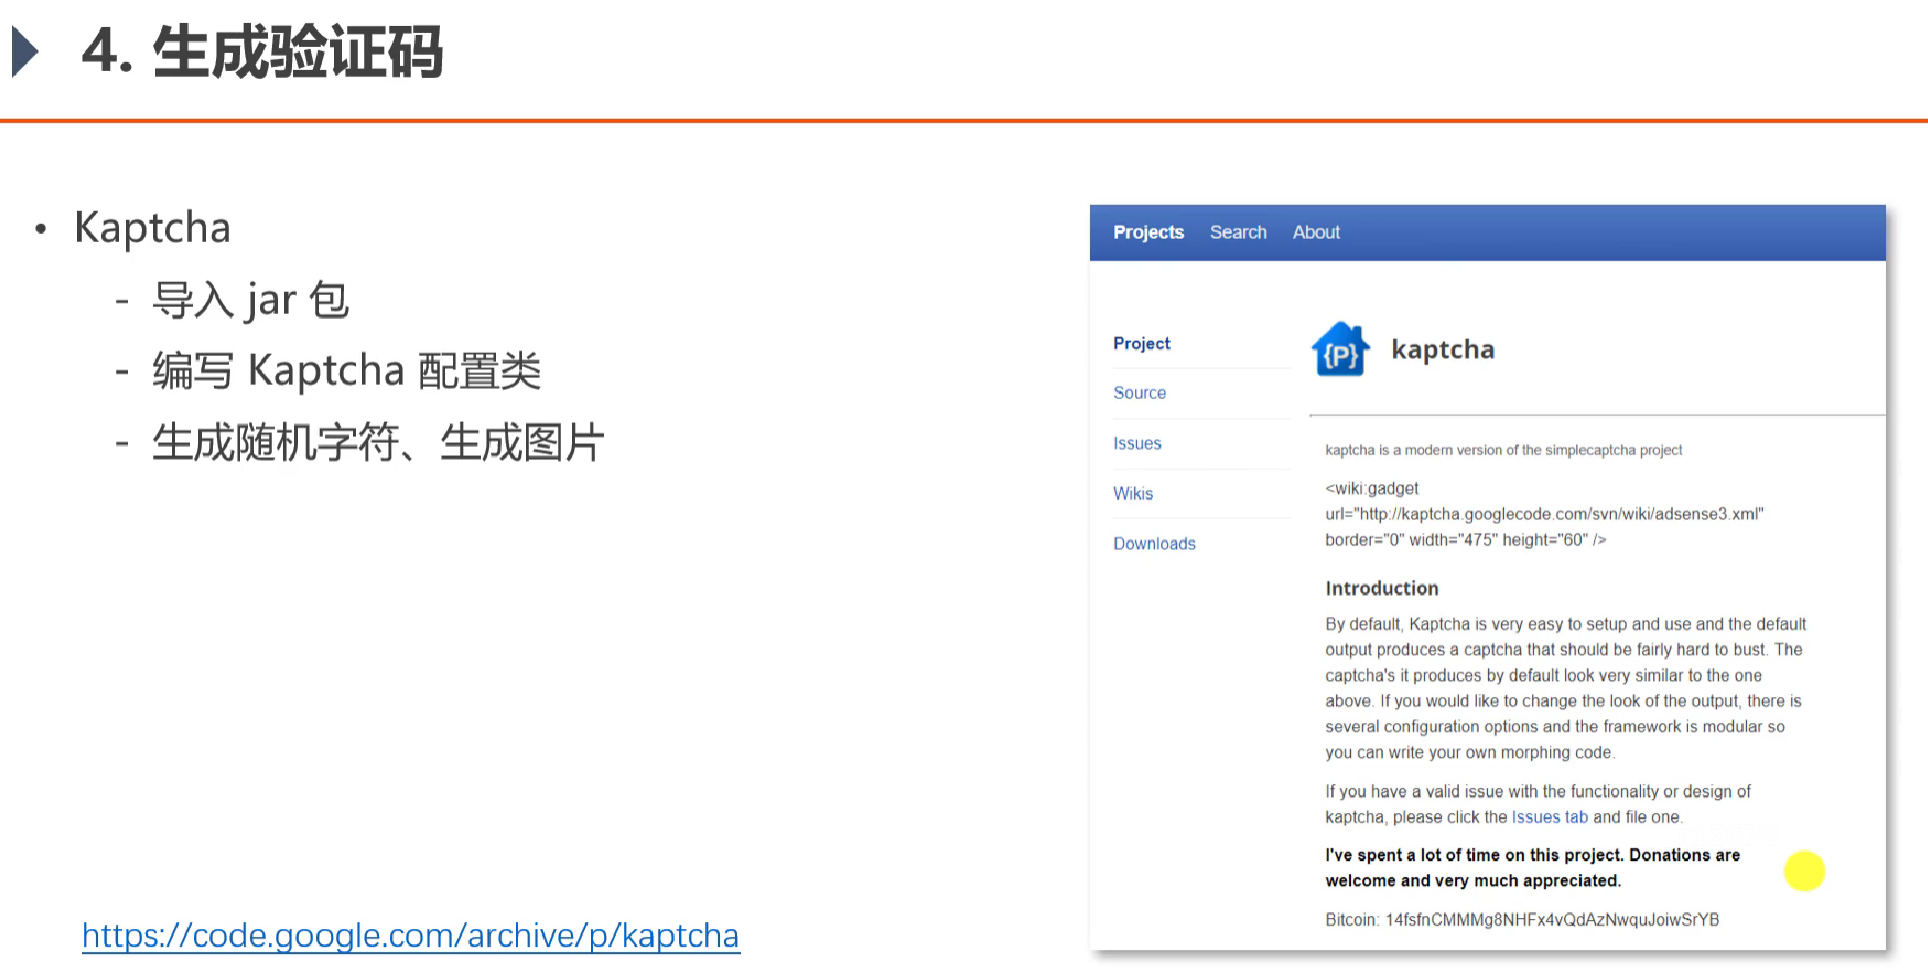 4. 生成验证码
• Kaptcha
- 导入 jar 包
- 编写 Kaptcha 配置类
- 生成随机字符、生成图片
https://code.google.com/archive/p/kaptcha
Projects Search About
Project
Source
Issues
Wikis
Downloads
{P} kaptcha
kaptcha is a modern version of the simplecaptcha project
<wiki:gadget
url="http://kaptcha.googlecode.com/svn/wiki/adsense3.xml"
border="0" width="475" height="60" />
Introduction
By default, Kaptcha is very easy to setup and use and the default
output produces a captcha that should be fairly hard to bust. The
captcha's it produces by default look very similar to the one
above. If you would like to change the look of the output, there is
several configuration options and the framework is modular so
you can write your own morphing code.
If you have a valid issue with the functionality or design of
kaptcha, please click the Issues tab and file one.
I've spent a lot of time on this project. Donations are
welcome and very much appreciated.
Bitcoin: 14fsfnCMMMg8NHFx4vQdAzNwquJoiwSrYB